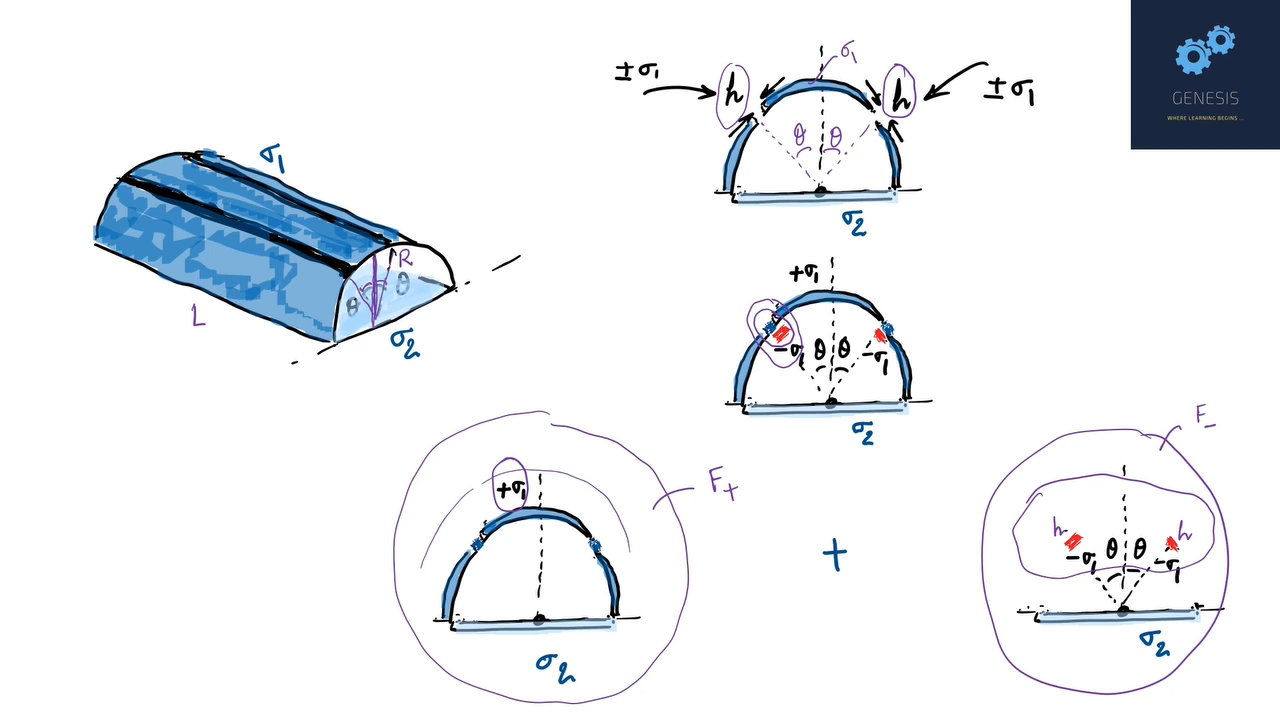 GENESIS
WHERE LEARNING BEGINS ...
±σ₁
h
σ₁
h
±σ₁
θ
θ
σ₂
σ₁
R
θ
θ
L
σ₂
+σ₁
-σ₁
θ
θ
-σ₁
σ₂
+σ₁
F₊
σ₂
+
F₋
h
h
-σ₁
θ
θ
-σ₁
σ₂